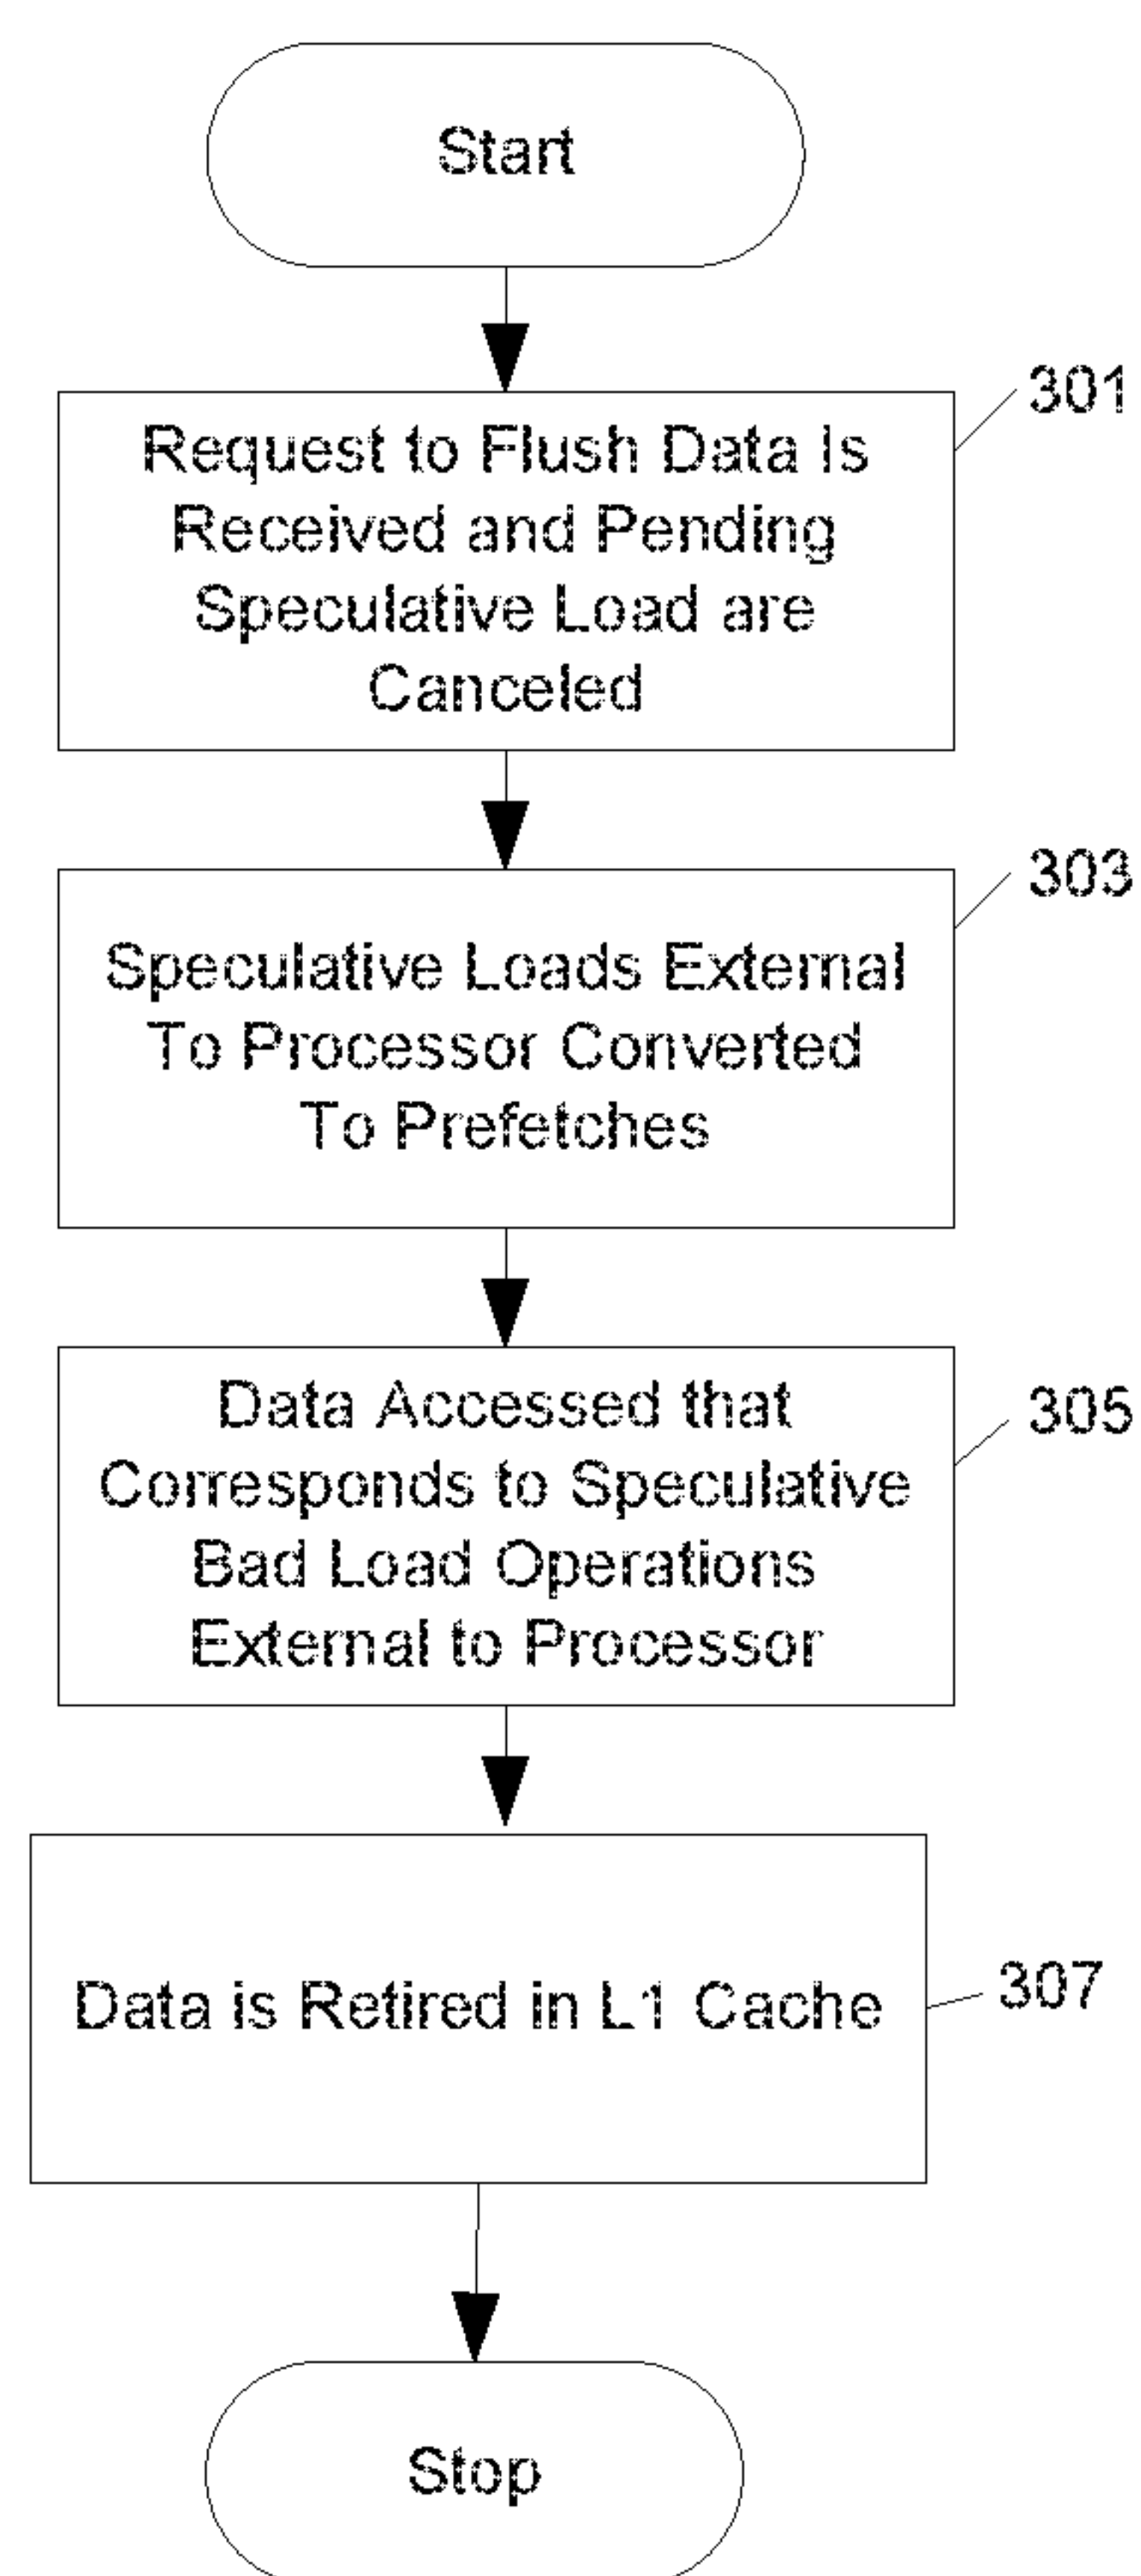 Start
301
Request to Flush Data Is
Received and Pending
Speculative Load are
Canceled
303
Speculative Loads External
To Processor Converted
To Prefetches
305
Data Accessed that
Corresponds to Speculative
Bad Load Operations
External to Processor
307
Data is Retired in L1 Cache
Stop